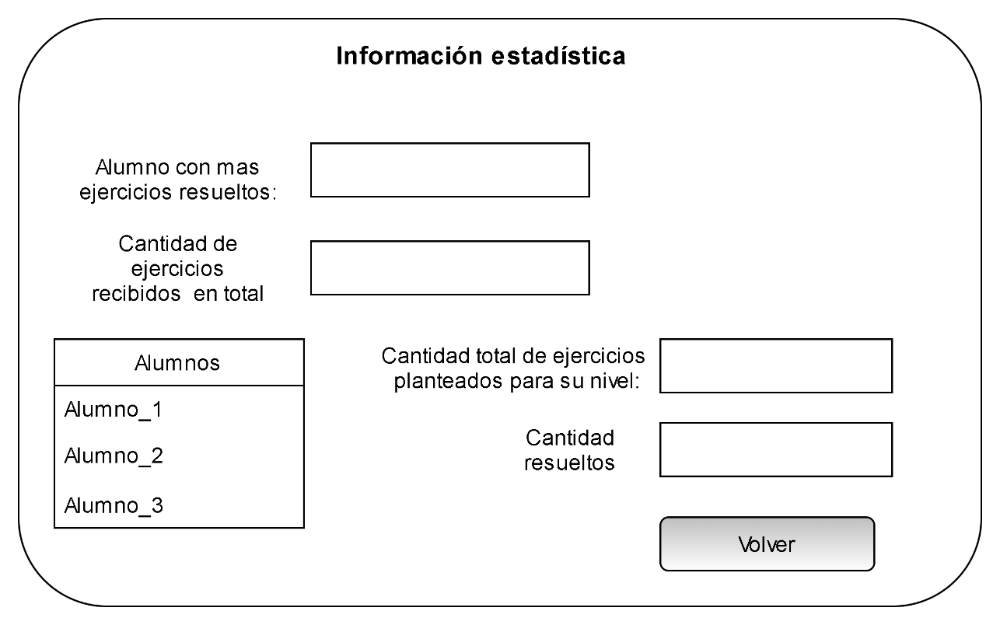 Información estadística
Alumno con mas
ejercicios resueltos:
Cantidad de
ejercicios
recibidos  en total
Alumnos
Alumno_1
Alumno_2
Alumno_3
Cantidad total de ejercicios
planteados para su nivel:
Cantidad
resueltos
Volver